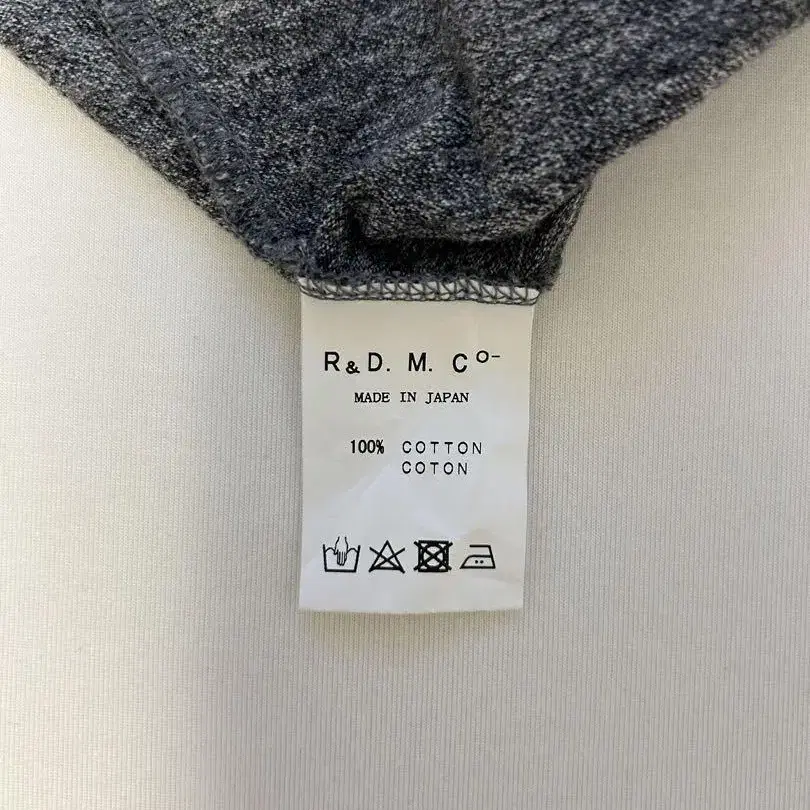 R&D. M. Co-
MADE IN JAPAN
100% COTTON
COTON